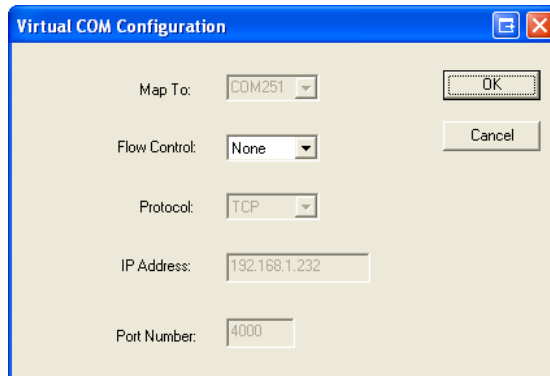 Virtual COM Configuration
Map To: COM251 OK
Flow Control: None Cancel
Protocol: TCP
IP Address: 192.168.1.232
Port Number: 4000